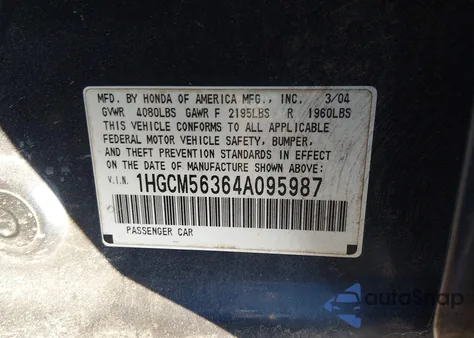 MFD. BY HONDA OF AMERICA MFG., INC. 3/04
GVWR 4080LBS GAWR F 2195LBS R 1960LBS
THIS VEHICLE CONFORMS TO ALL APPLICABLE
FEDERAL MOTOR VEHICLE SAFETY, BUMPER,
AND THEFT PREVENTION STANDARDS IN EFFECT
ON THE DATE OF MANUFACTURE SHOWN ABOVE:
V.I.N. 1HGCM56364A095987
PASSENGER CAR
autoSnap